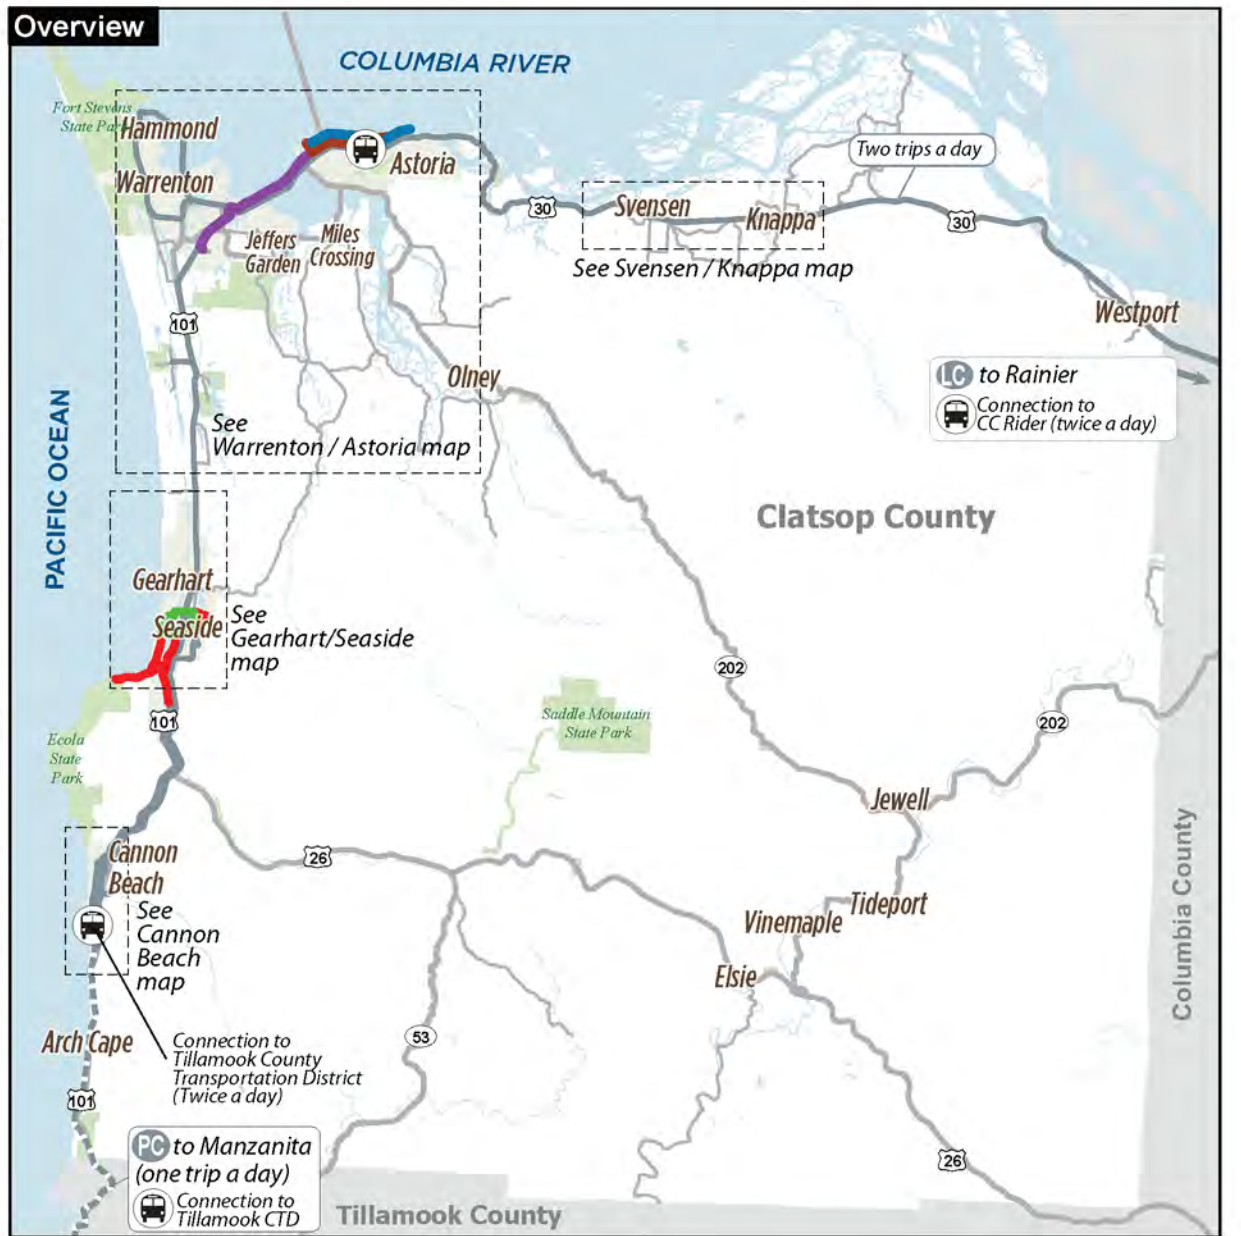 Overview
COLUMBIA RIVER
Fort Stevens
State Park
Hammond
Astoria
Two trips a day
Warrenton
30
Svensen
Knappa
30
Jeffers
Garden
Miles
Crossing
See Svensen / Knappa map
Westport
101
LC to Rainier
Connection to
CC Rider (twice a day)
Olney
PACIFIC OCEAN
See
Warrenton / Astoria map
Clatsop County
Gearhart
Seaside
See
Gearhart/Seaside
map
202
101
Saddle Mountain
State Park
202
Ecola
State
Park
Jewell
Columbia County
Cannon
Beach
26
See
Cannon
Beach
map
Tideport
Vinemaple
Elsie
Arch Cape
Connection to
Tillamook County
Transportation District
(Twice a day)
53
101
PC to Manzanita
(one trip a day)
Connection to
Tillamook CTD
26
Tillamook County